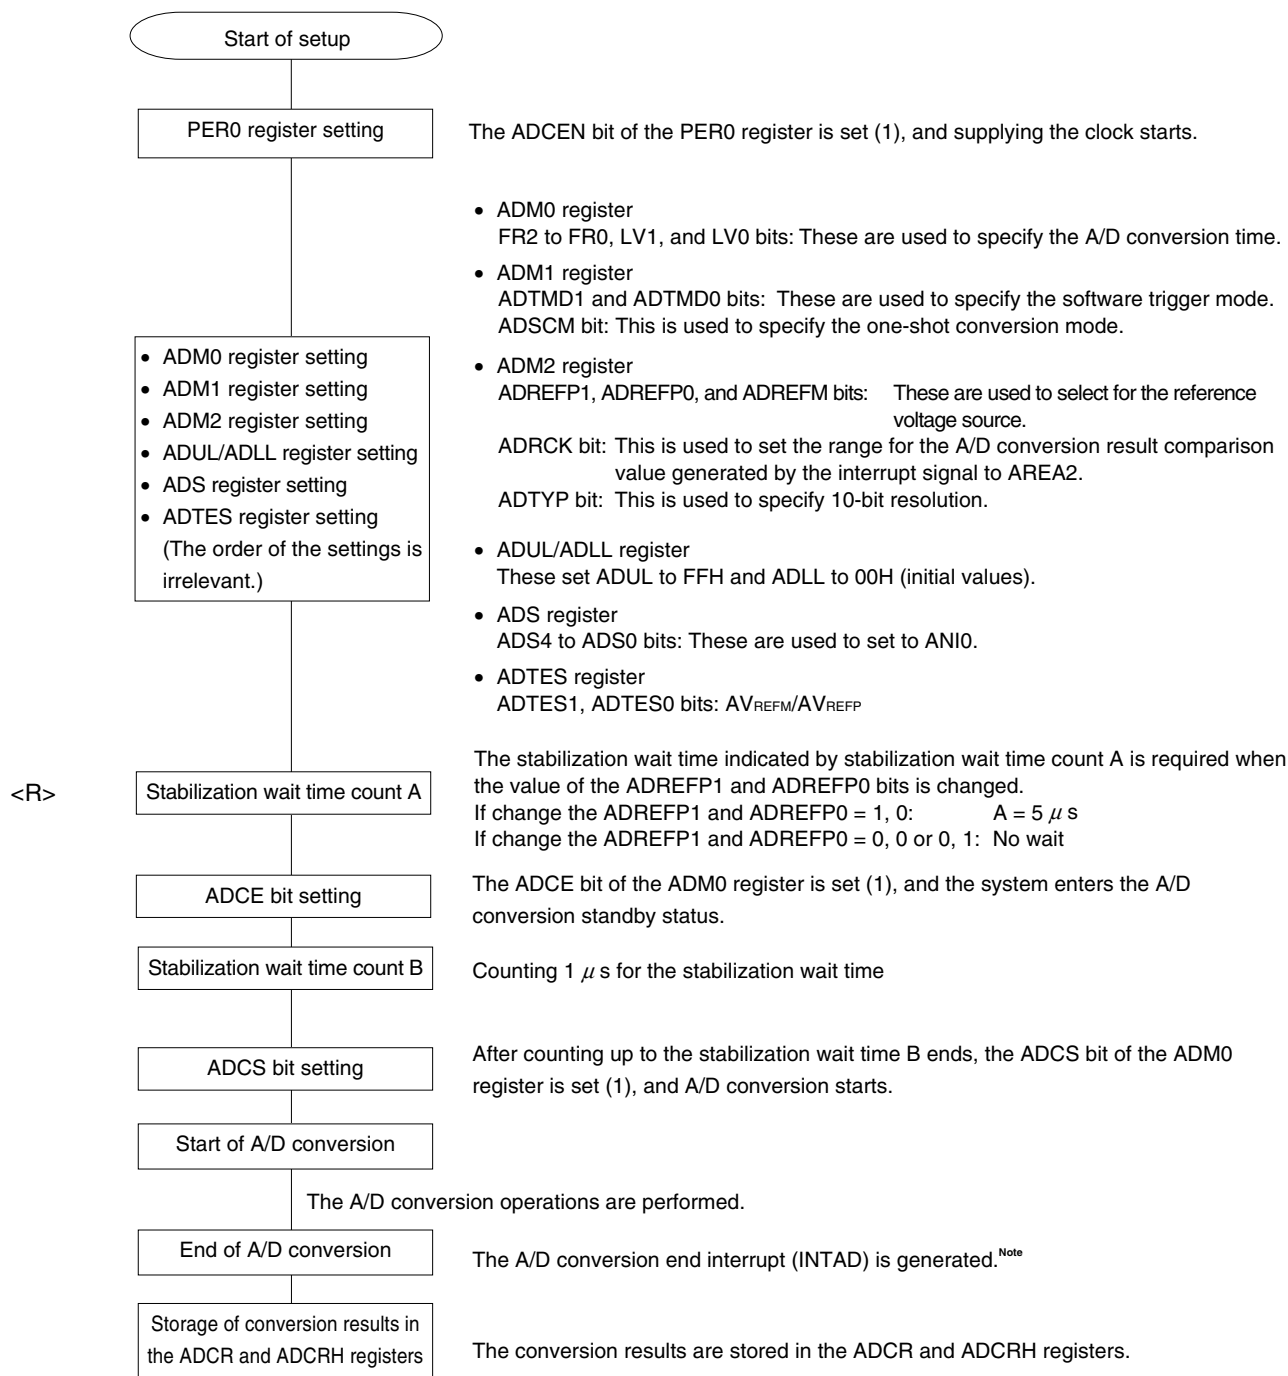 Start of setup
PER0 register setting
The ADCEN bit of the PER0 register is set (1), and supplying the clock starts.
• ADM0 register
FR2 to FR0, LV1, and LV0 bits: These are used to specify the A/D conversion time.
• ADM1 register
ADTMD1 and ADTMD0 bits: These are used to specify the software trigger mode.
ADSCM bit: This is used to specify the one-shot conversion mode.
• ADM0 register setting
• ADM1 register setting
• ADM2 register setting
• ADUL/ADLL register setting
• ADS register setting
• ADTES register setting
(The order of the settings is
irrelevant.)
• ADM2 register
ADREFP1, ADREFP0, and ADREFM bits: These are used to select for the reference
voltage source.
ADRCK bit: This is used to set the range for the A/D conversion result comparison
value generated by the interrupt signal to AREA2.
ADTYP bit: This is used to specify 10-bit resolution.
• ADUL/ADLL register
These set ADUL to FFH and ADLL to 00H (initial values).
• ADS register
ADS4 to ADS0 bits: These are used to set to ANI0.
• ADTES register
ADTES1, ADTES0 bits: AVREFM/AVREFP
<R>
Stabilization wait time count A
The stabilization wait time indicated by stabilization wait time count A is required when
the value of the ADREFP1 and ADREFP0 bits is changed.
If change the ADREFP1 and ADREFP0 = 1, 0: A = 5 μ s
If change the ADREFP1 and ADREFP0 = 0, 0 or 0, 1: No wait
ADCE bit setting
The ADCE bit of the ADM0 register is set (1), and the system enters the A/D
conversion standby status.
Stabilization wait time count B
Counting 1 μ s for the stabilization wait time
ADCS bit setting
After counting up to the stabilization wait time B ends, the ADCS bit of the ADM0
register is set (1), and A/D conversion starts.
Start of A/D conversion
The A/D conversion operations are performed.
End of A/D conversion
The A/D conversion end interrupt (INTAD) is generated.Note
Storage of conversion results in
the ADCR and ADCRH registers
The conversion results are stored in the ADCR and ADCRH registers.